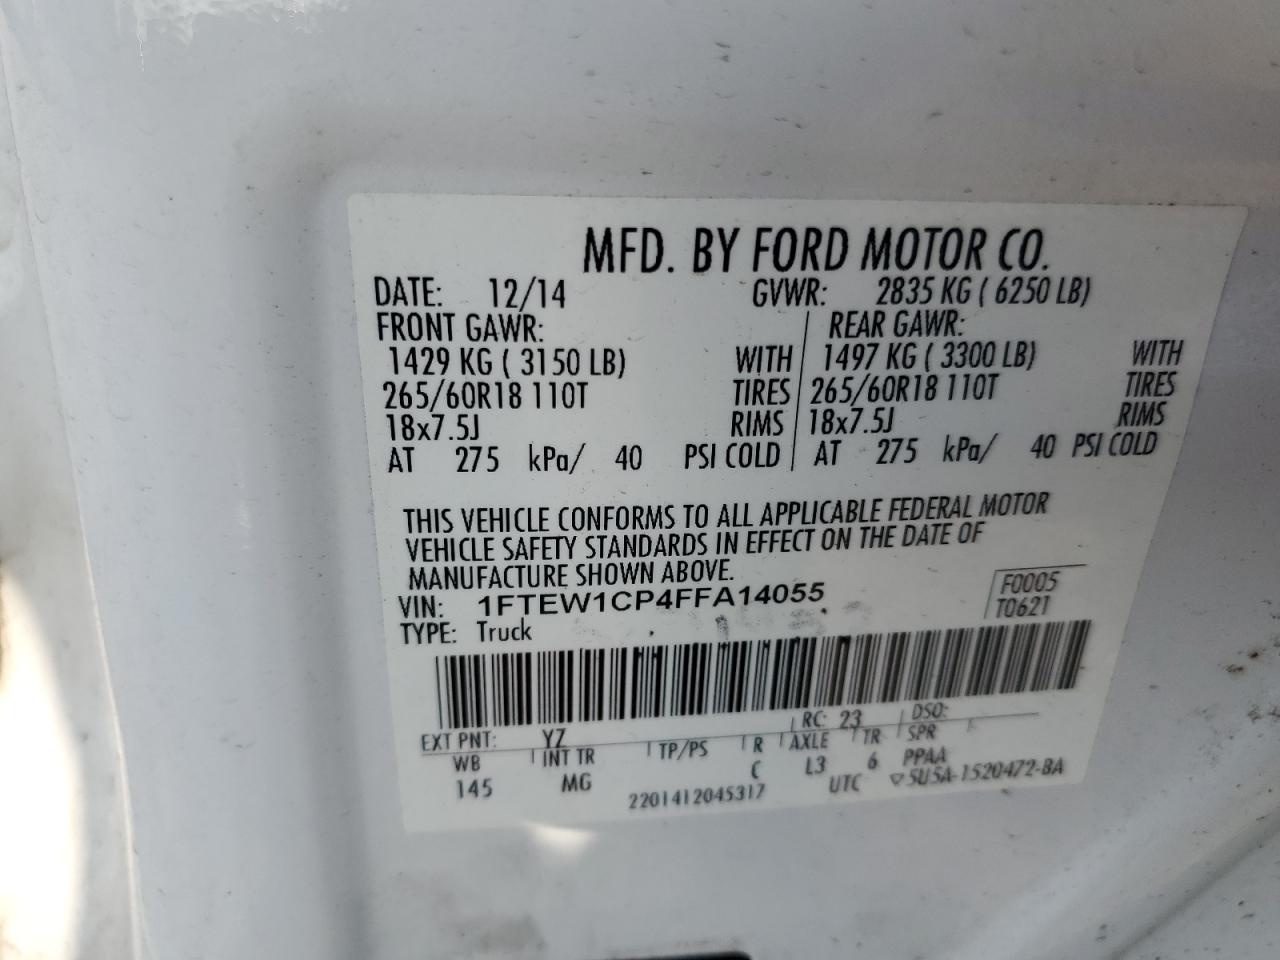 MFD. BY FORD MOTOR CO.
DATE: 12/14 GVWR: 2835 KG ( 6250 LB)
FRONT GAWR: REAR GAWR:
1429 KG ( 3150 LB) WITH 1497 KG ( 3300 LB) WITH
265/60R18 110T TIRES 265/60R18 110T TIRES
18x7.5J RIMS 18x7.5J RIMS
AT 275 kPa/ 40 PSI COLD AT 275 kPa/ 40 PSI COLD
THIS VEHICLE CONFORMS TO ALL APPLICABLE FEDERAL MOTOR
VEHICLE SAFETY STANDARDS IN EFFECT ON THE DATE OF
MANUFACTURE SHOWN ABOVE.
VIN: 1FTEW1CP4FFA14055 F0005
TYPE: Truck T0621
EXT PNT: YZ RC: 23 DSO:
WB INT TR TP/PS R AXLE TR SPR
145 MG C L3 6 PPAA
2201412045317 UTC ▽5U5A-1520472-BA